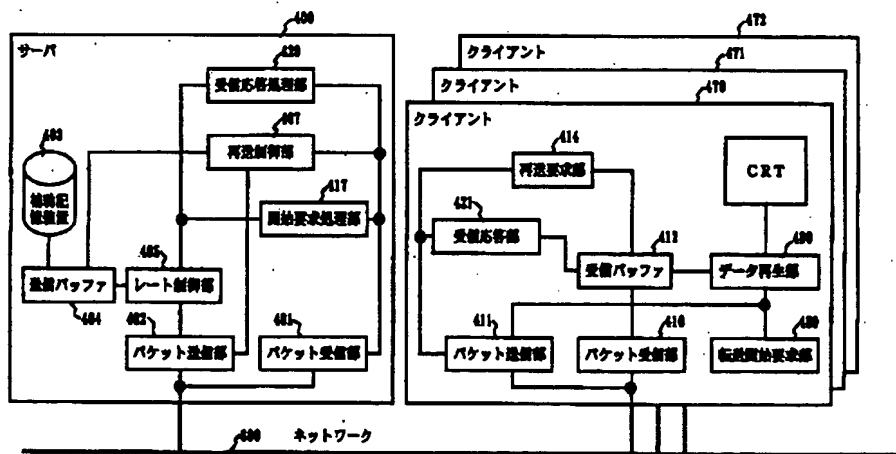 400
サーバ
420
受信応答処理部
407
再送制御部
403
補助記憶装置
417
開始要求処理部
405
送信バッファ
レート制御部
404
402
401
パケット送信部
パケット受信部
472
クライアント
471
クライアント
470
クライアント
414
再送要求部
CRT
421
受信応答部
412
受信バッファ
430
データ再生部
411
パケット送信部
410
パケット受信部
409
転送開始要求部
ネットワーク